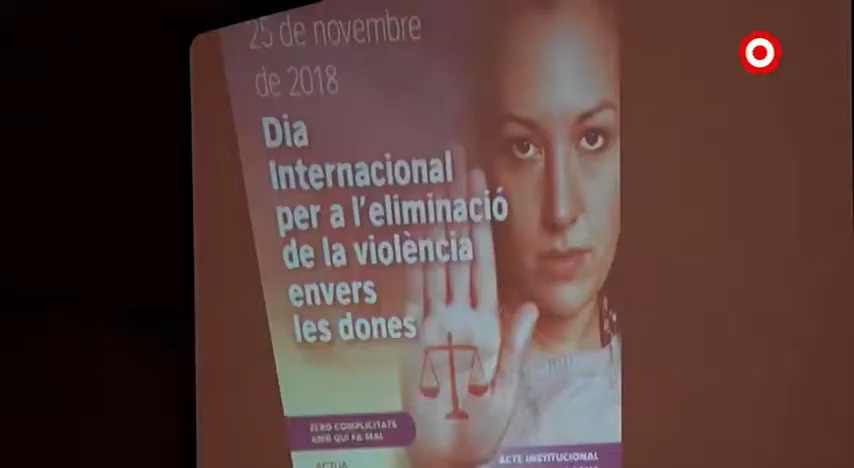 25 de novembre
de 2018
Dia
Internacional
per a l'eliminació
de la violència
envers
les dones
ZERO COMPLICITATS
AMB QUI FA MAL
ACTUA
ACTE INSTITUCIONAL